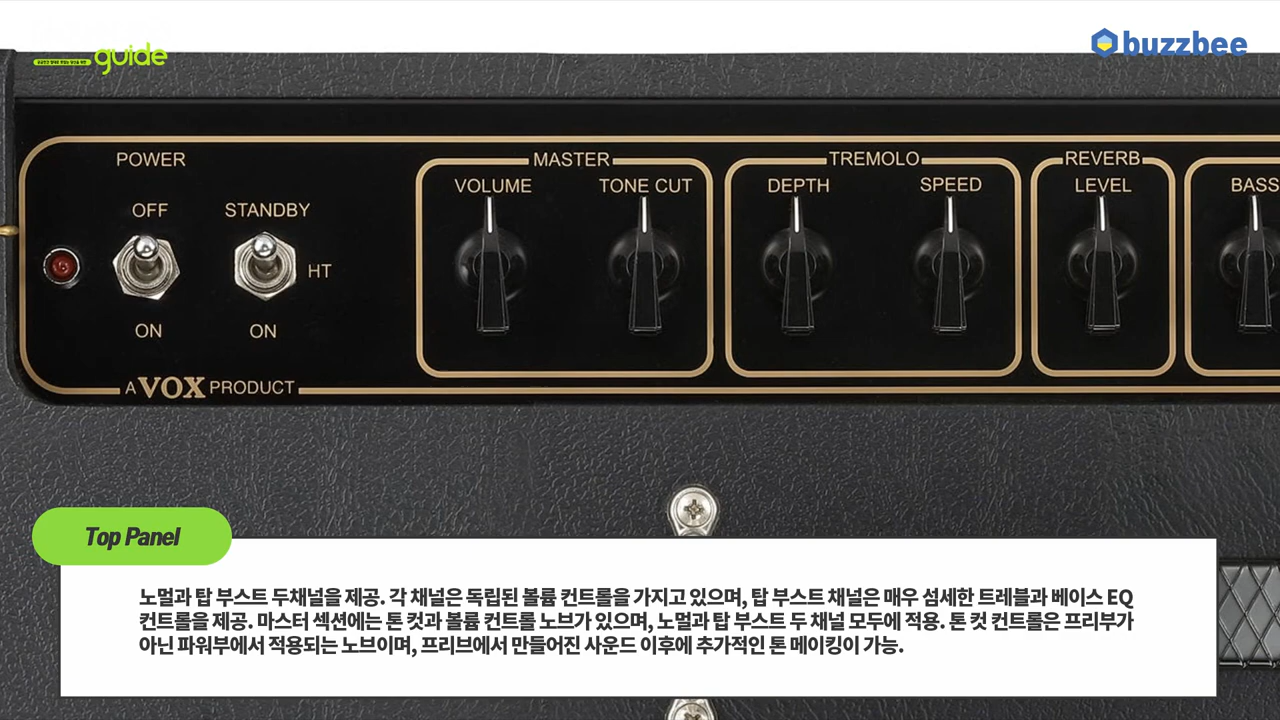 guide
buzzbee
POWER
OFF
STANDBY
HT
ON
ON
MASTER
VOLUME
TONE CUT
TREMOLO
DEPTH
SPEED
REVERB
LEVEL
BASS
A VOX PRODUCT
Top Panel
노멀과 탑 부스트 두채널을 제공. 각 채널은 독립된 볼륨 컨트롤을 가지고 있으며, 탑 부스트 채널은 매우 섬세한 트레블과 베이스 EQ
컨트롤을 제공. 마스터 섹션에는 톤 컷과 볼륨 컨트롤 노브가 있으며, 노멀과 탑 부스트 두 채널 모두에 적용. 톤 컷 컨트롤은 프리부가
아닌 파워부에서 적용되는 노브이며, 프리브에서 만들어진 사운드 이후에 추가적인 톤 메이킹이 가능.